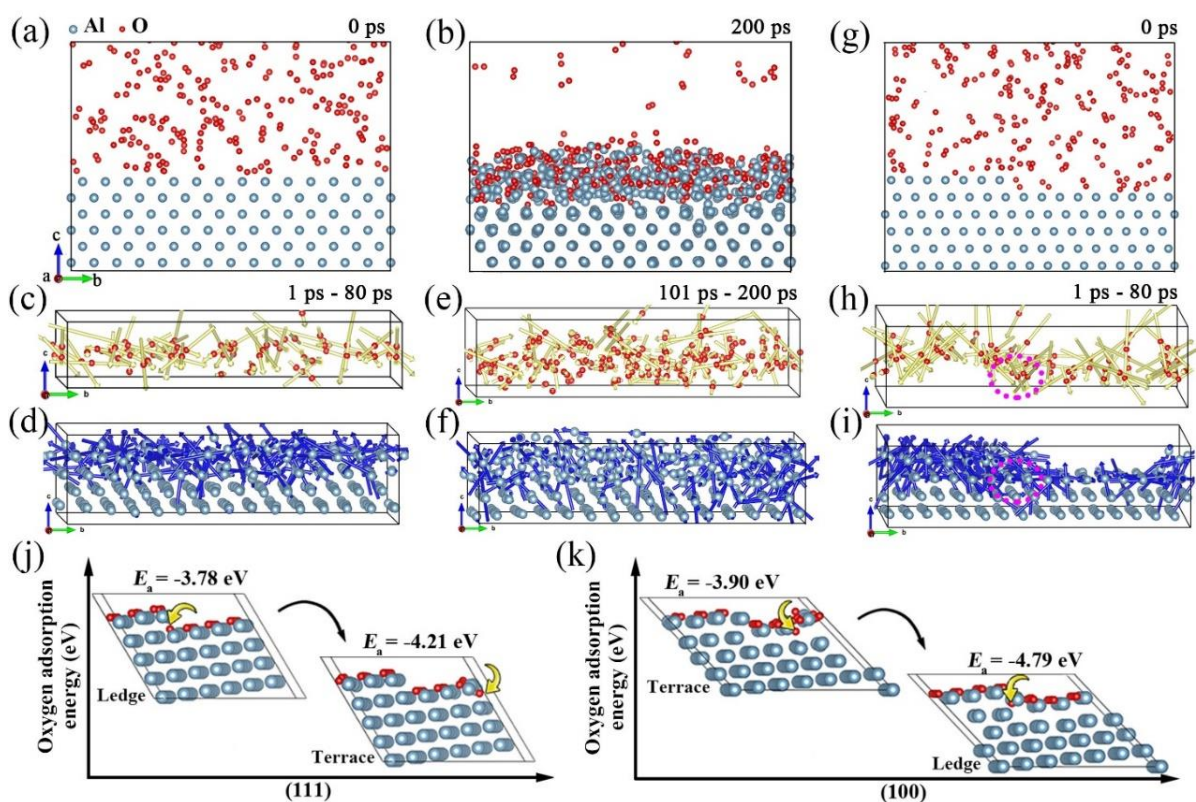 (a) Al O 0 ps
(b) 200 ps
(g) 0 ps
c
a b
(c) 1 ps - 80 ps
(e) 101 ps - 200 ps
(h) 1 ps - 80 ps
c
b
c
b
c
b
(d)
(f)
(i)
c
b
c
b
c
b
(j)
Oxygen adsorption
energy (eV)
Eₐ = -3.78 eV
Ledge
Eₐ = -4.21 eV
Terrace
(111)
(k)
Oxygen adsorption
energy (eV)
Eₐ = -3.90 eV
Terrace
Eₐ = -4.79 eV
Ledge
(100)